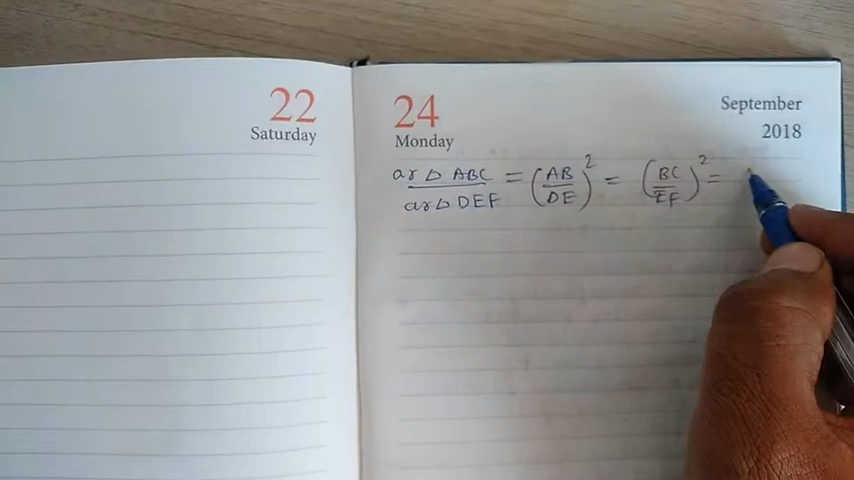 22
Saturday
24
Monday
September
2018
ar △ ABC / ar △ DEF = (AB/DE)² = (BC/EF)² =